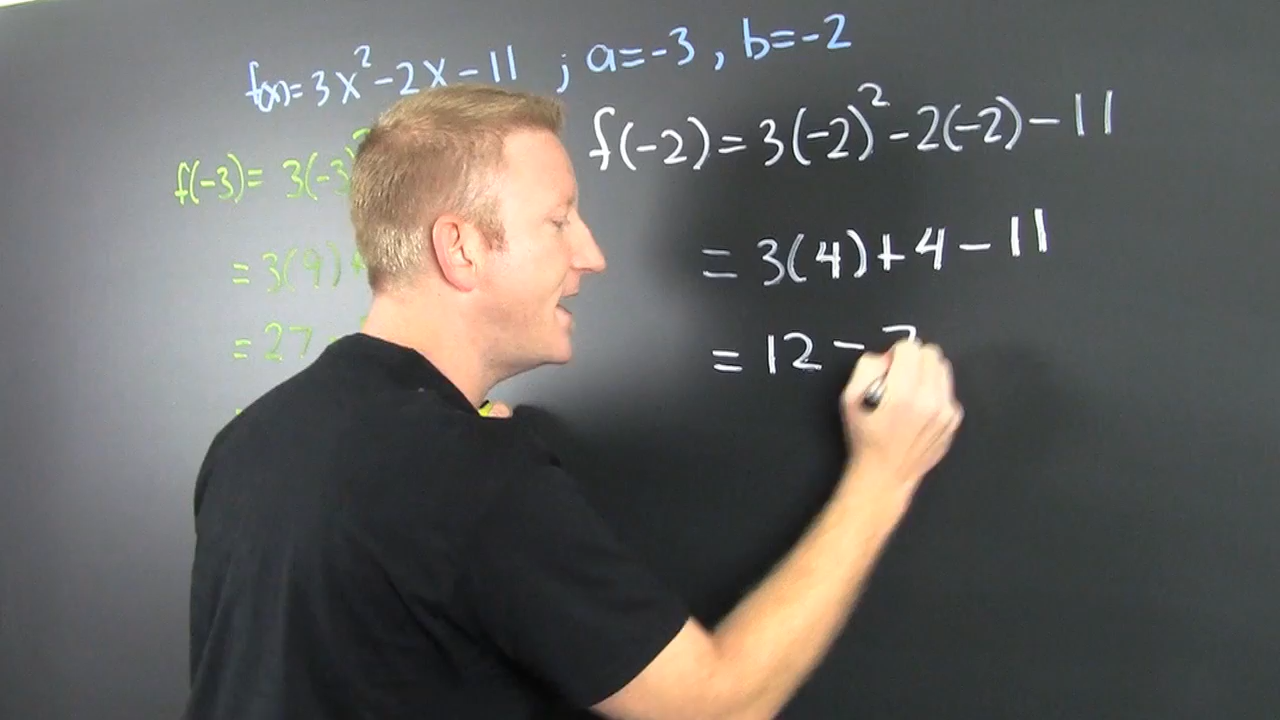 f(x)=3x²-2x-11 ; a=-3, b=-2
f(-3)= 3(-3)
= 3(9)+
= 27-
f(-2)=3(-2)²-2(-2)-11
= 3(4)+4-11
= 12-7